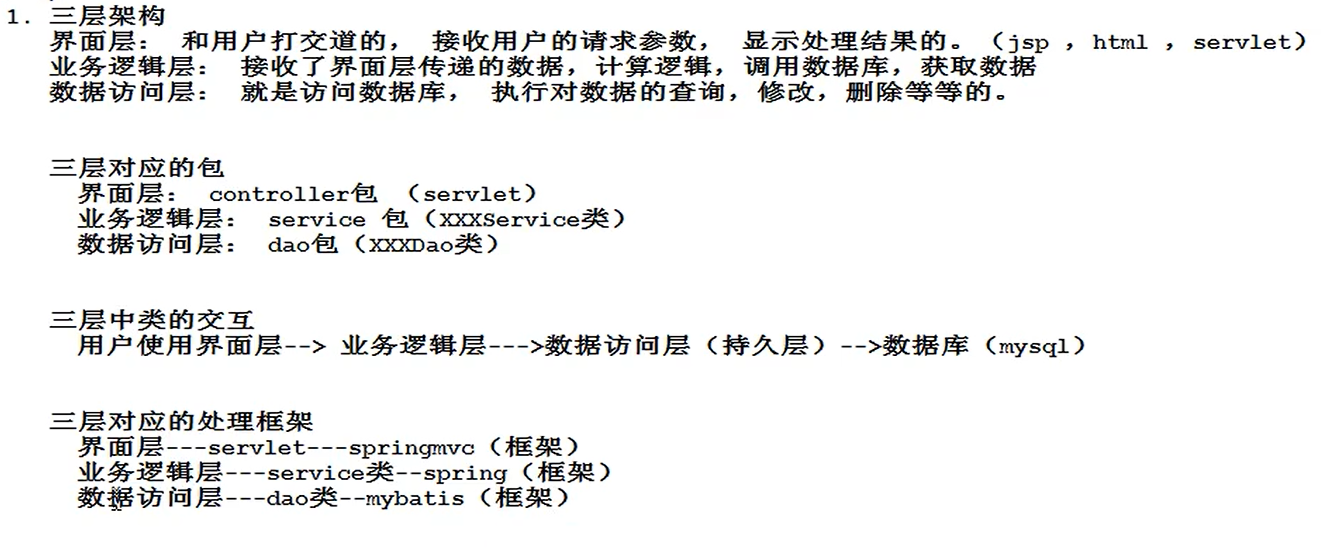 1. 三层架构
界面层： 和用户打交道的， 接收用户的请求参数， 显示处理结果的。（jsp ，html ，servlet）
业务逻辑层： 接收了界面层传递的数据，计算逻辑，调用数据库，获取数据
数据访问层： 就是访问数据库， 执行对数据的查询，修改，删除等等的。
三层对应的包
界面层： controller包 （servlet）
业务逻辑层： service 包（XXXService类）
数据访问层： dao包（XXXDao类）
三层中类的交互
用户使用界面层--> 业务逻辑层--->数据访问层（持久层）-->数据库（mysql）
三层对应的处理框架
界面层---servlet---springmvc（框架）
业务逻辑层---service类--spring（框架）
数据访问层---dao类--mybatis（框架）